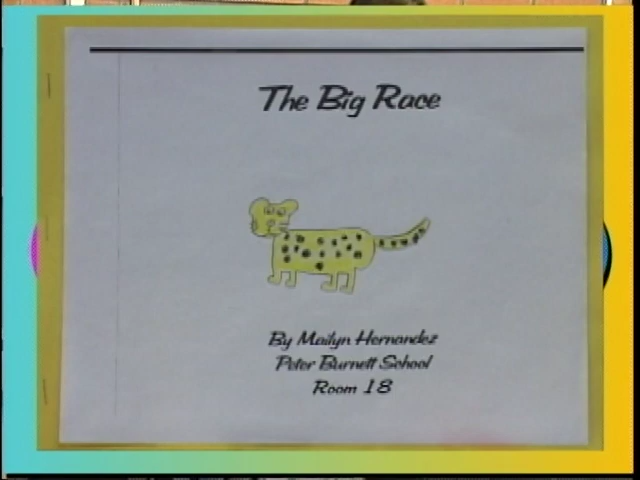 The Big Race
By Mailyn Hernandez
Peter Burnett School
Room 18